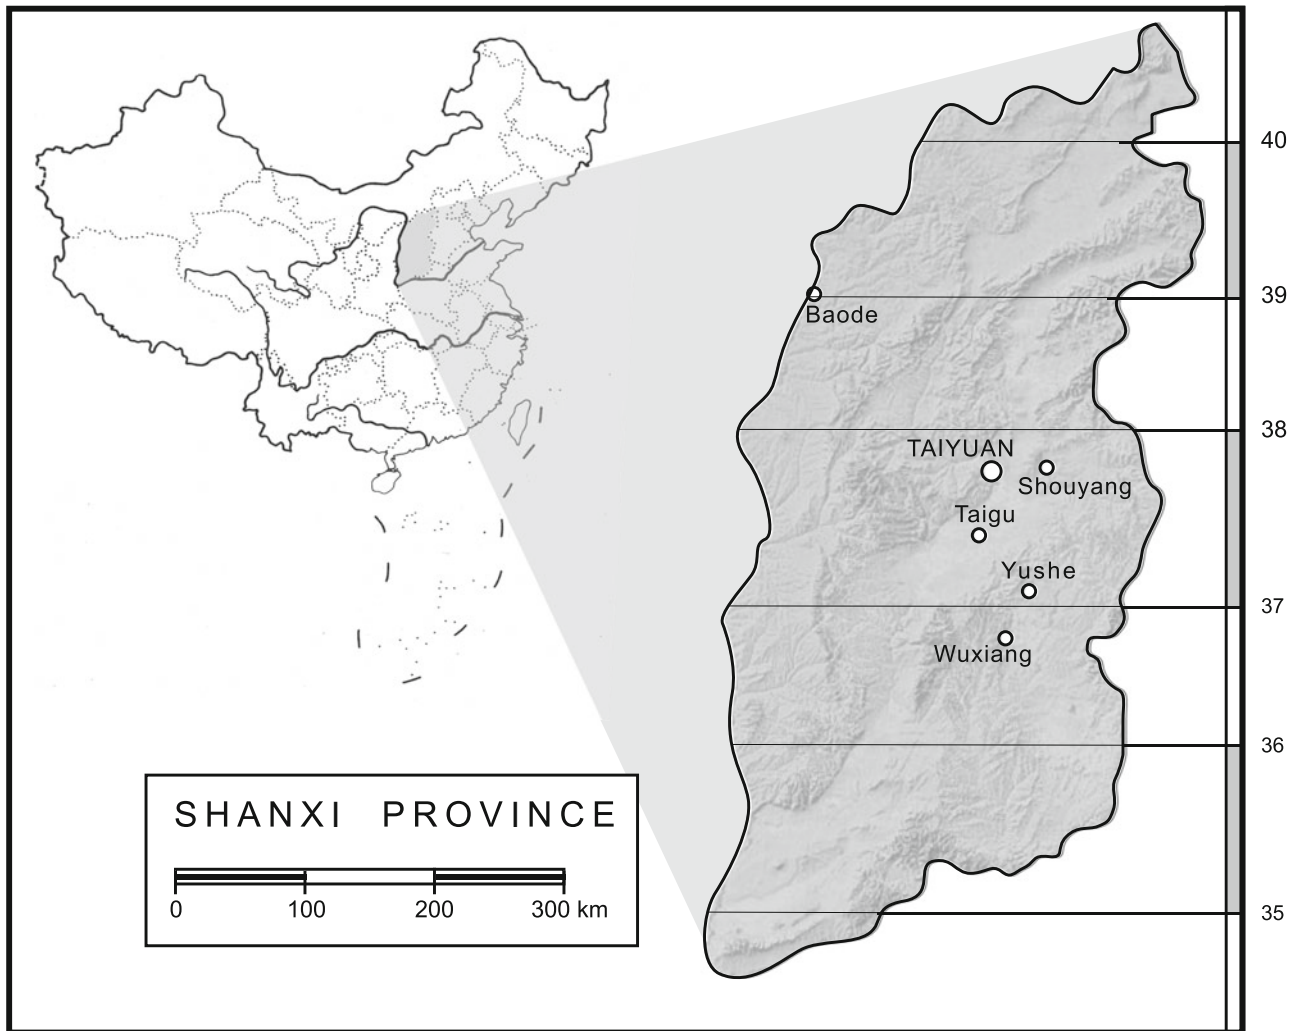 40
39
Baode
38
TAIYUAN
Shouyang
Taigu
Yushe
37
Wuxiang
36
SHANXI PROVINCE
0 100 200 300 km
35